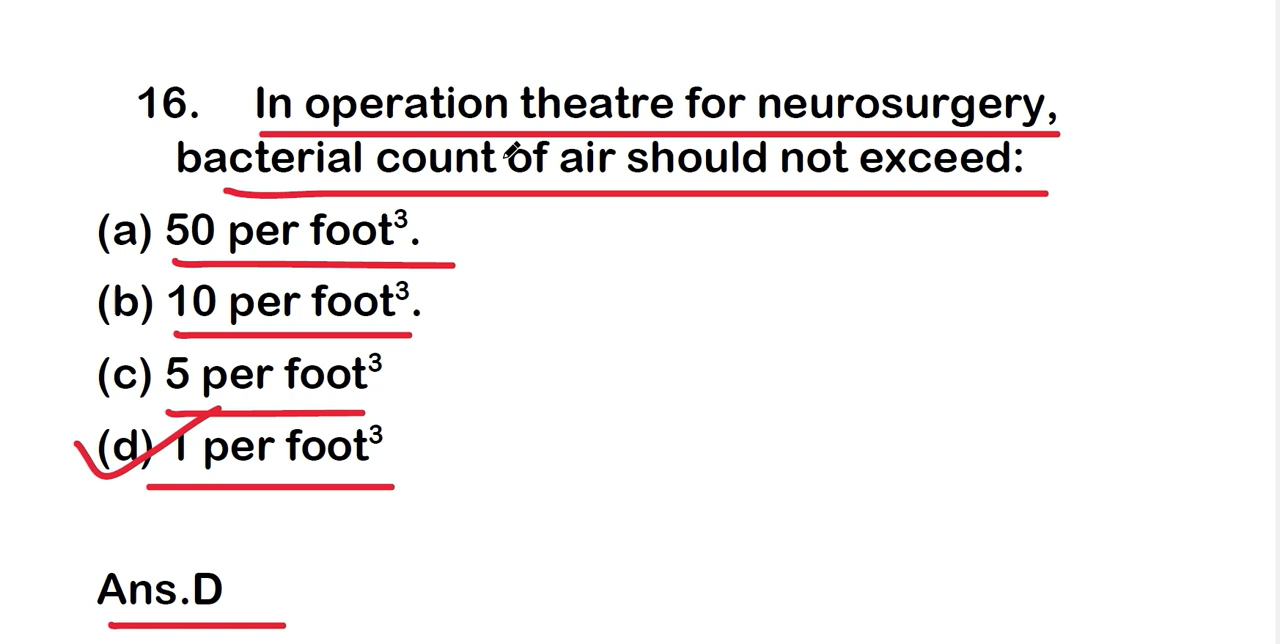 16. In operation theatre for neurosurgery,
bacterial count of air should not exceed:
(a) 50 per foot³.
(b) 10 per foot³.
(c) 5 per foot³
(d) 1 per foot³
Ans.D